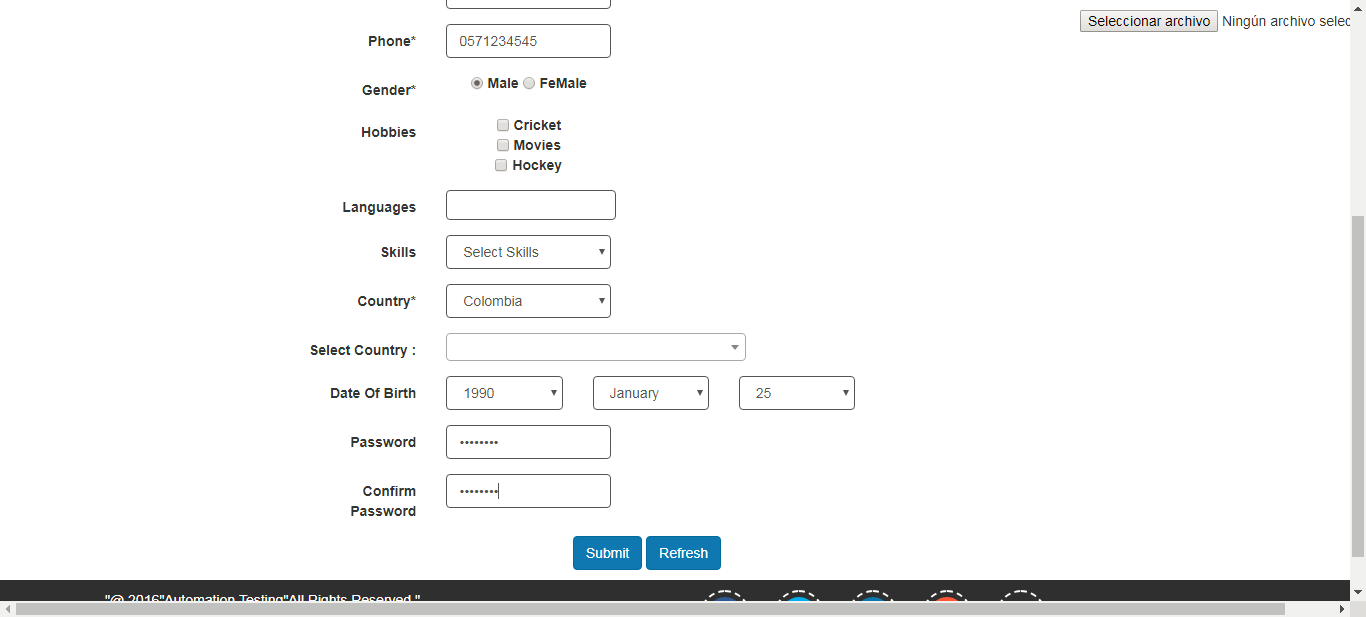 Seleccionar archivo Ningún archivo selec
Phone* 0571234545
Gender* Male FeMale
Hobbies Cricket
Movies
Hockey
Languages
Skills Select Skills
Country* Colombia
Select Country :
Date Of Birth 1990 January 25
Password ••••••••
Confirm Password ••••••••
Submit Refresh
"@ 2016"Automation Testing"All Rights Reserved."